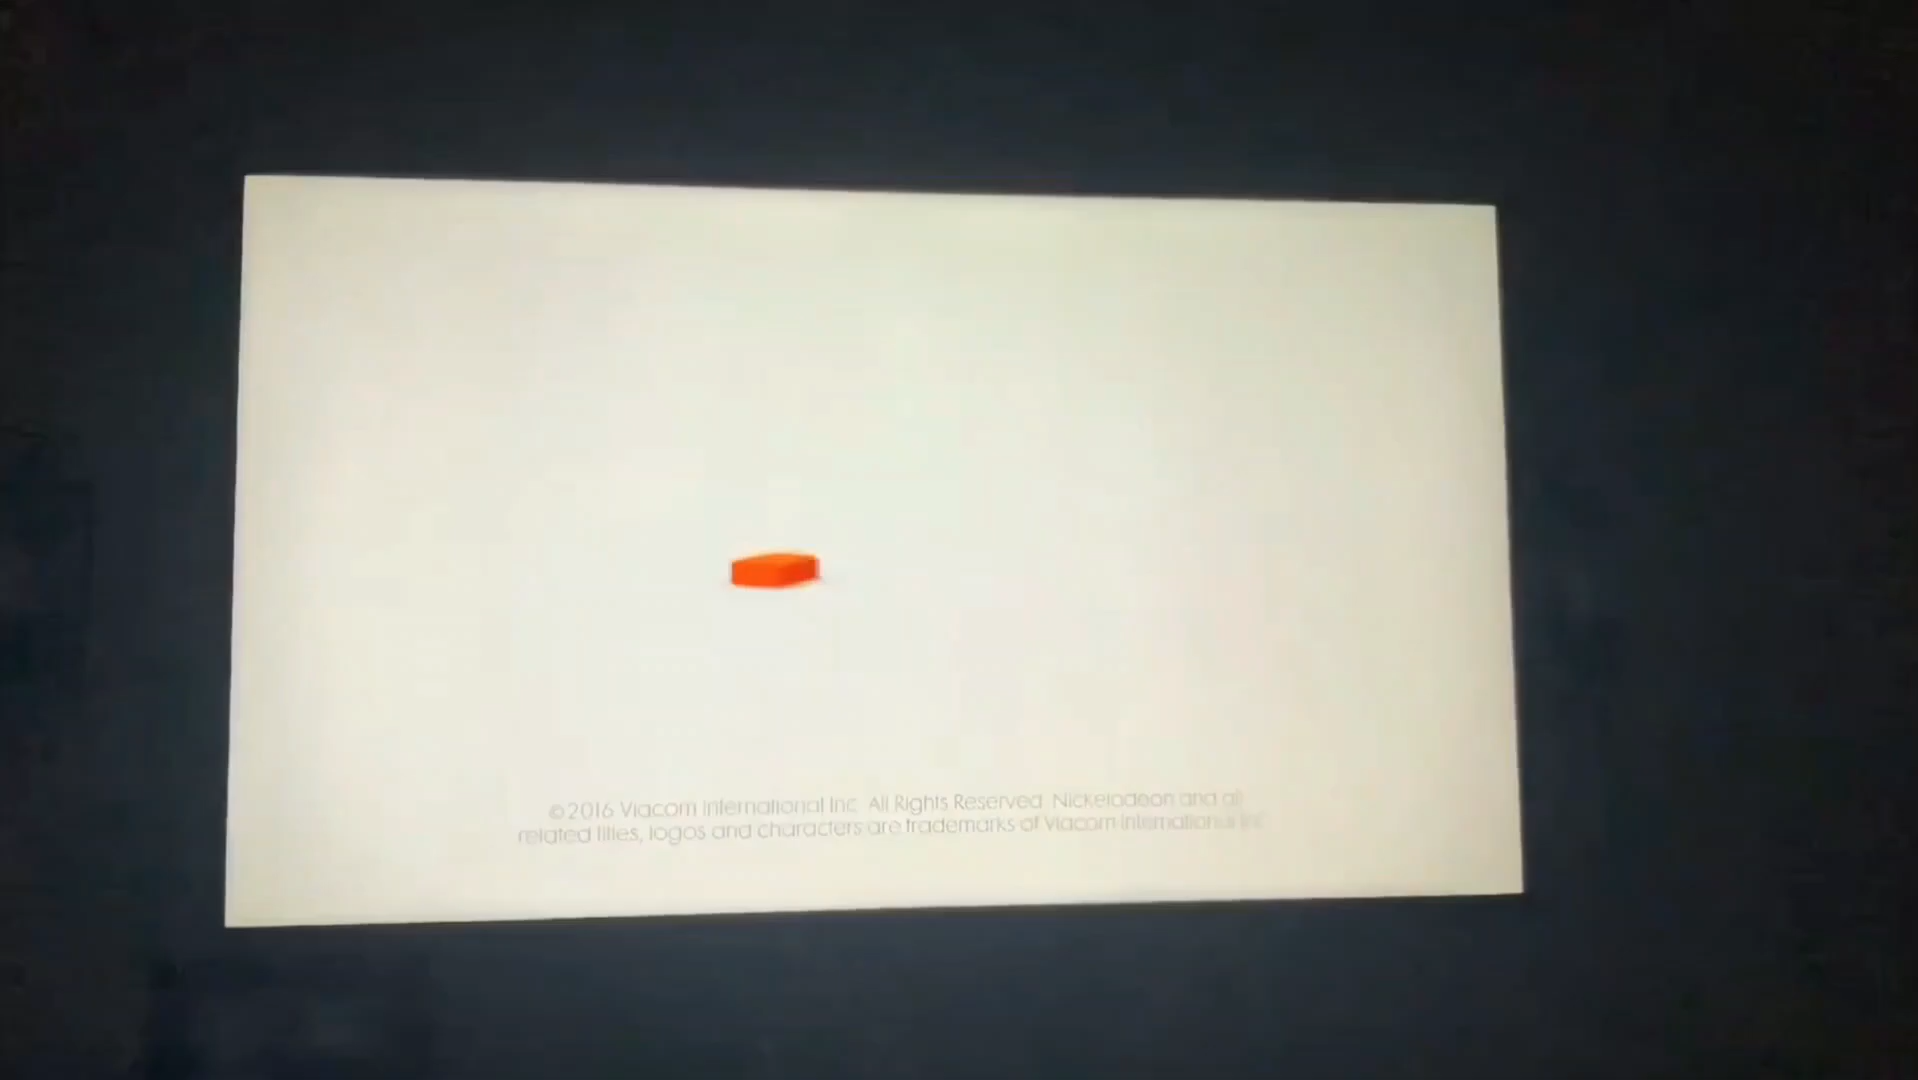 ©2016 Viacom International Inc. All Rights Reserved. Nickelodeon and all
related titles, logos and characters are trademarks of Viacom International Inc.